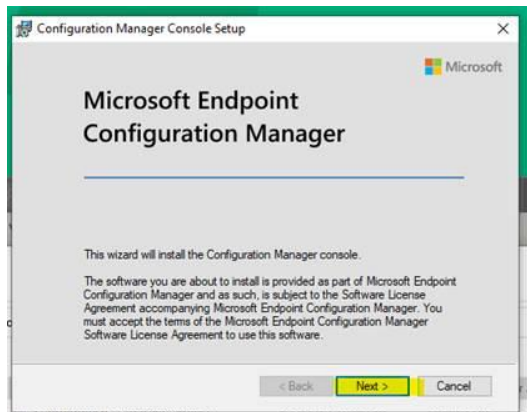 Configuration Manager Console Setup
Microsoft
Microsoft Endpoint
Configuration Manager
This wizard will install the Configuration Manager console.
The software you are about to install is provided as part of Microsoft Endpoint
Configuration Manager and as such, is subject to the Software License
Agreement accompanying Microsoft Endpoint Configuration Manager. You
must accept the terms of the Microsoft Endpoint Configuration Manager
Software License Agreement to use this software.
< Back Next > Cancel